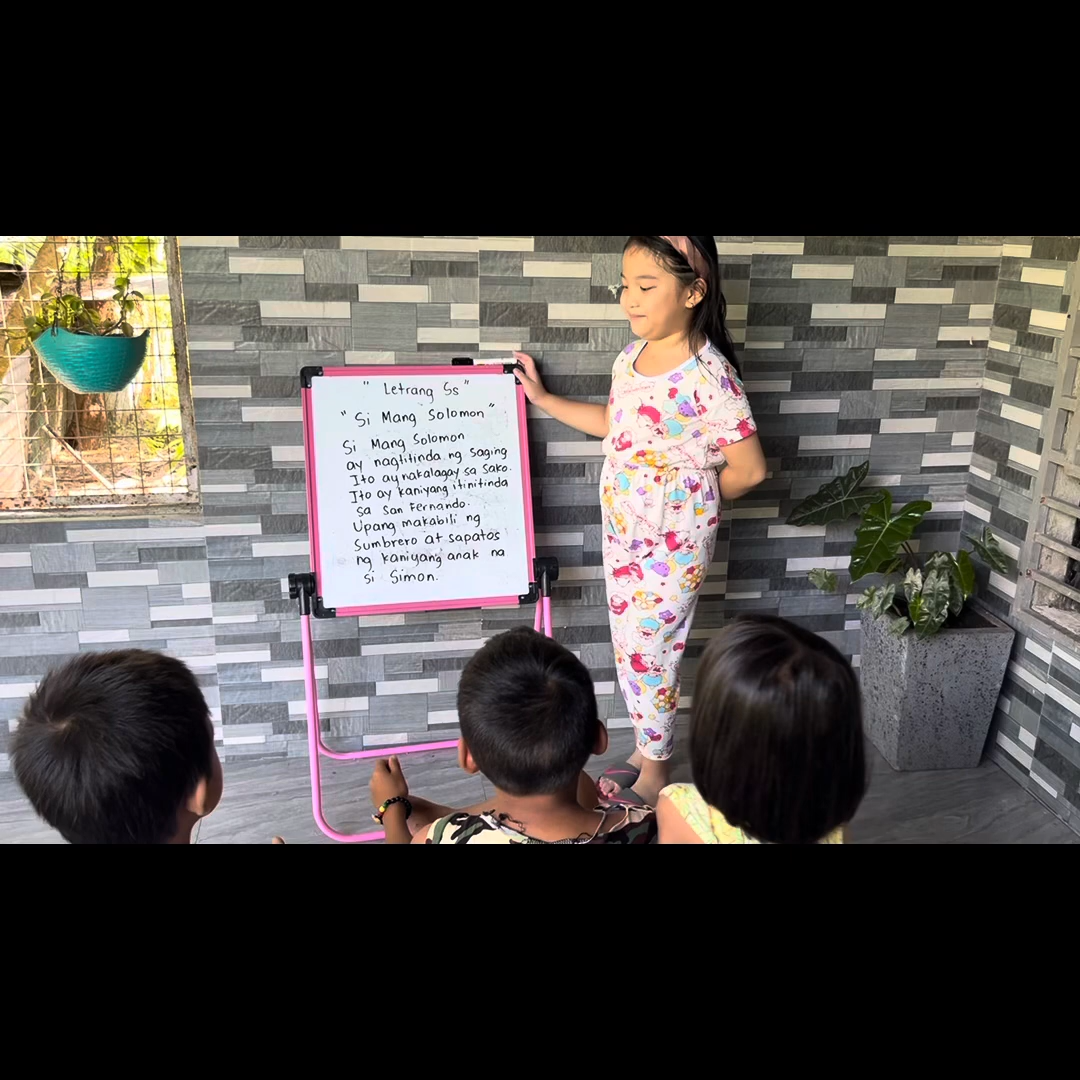 " Letrang Ss "
" Si Mang Solomon "
Si Mang Solomon
ay nagtitinda ng saging
Ito ay nakalagay sa sako.
Ito ay kaniyang itinitinda
sa San Fernando.
Upang makabili ng
Sumbrero at sapatos
ng kaniyang anak na
si Simon.